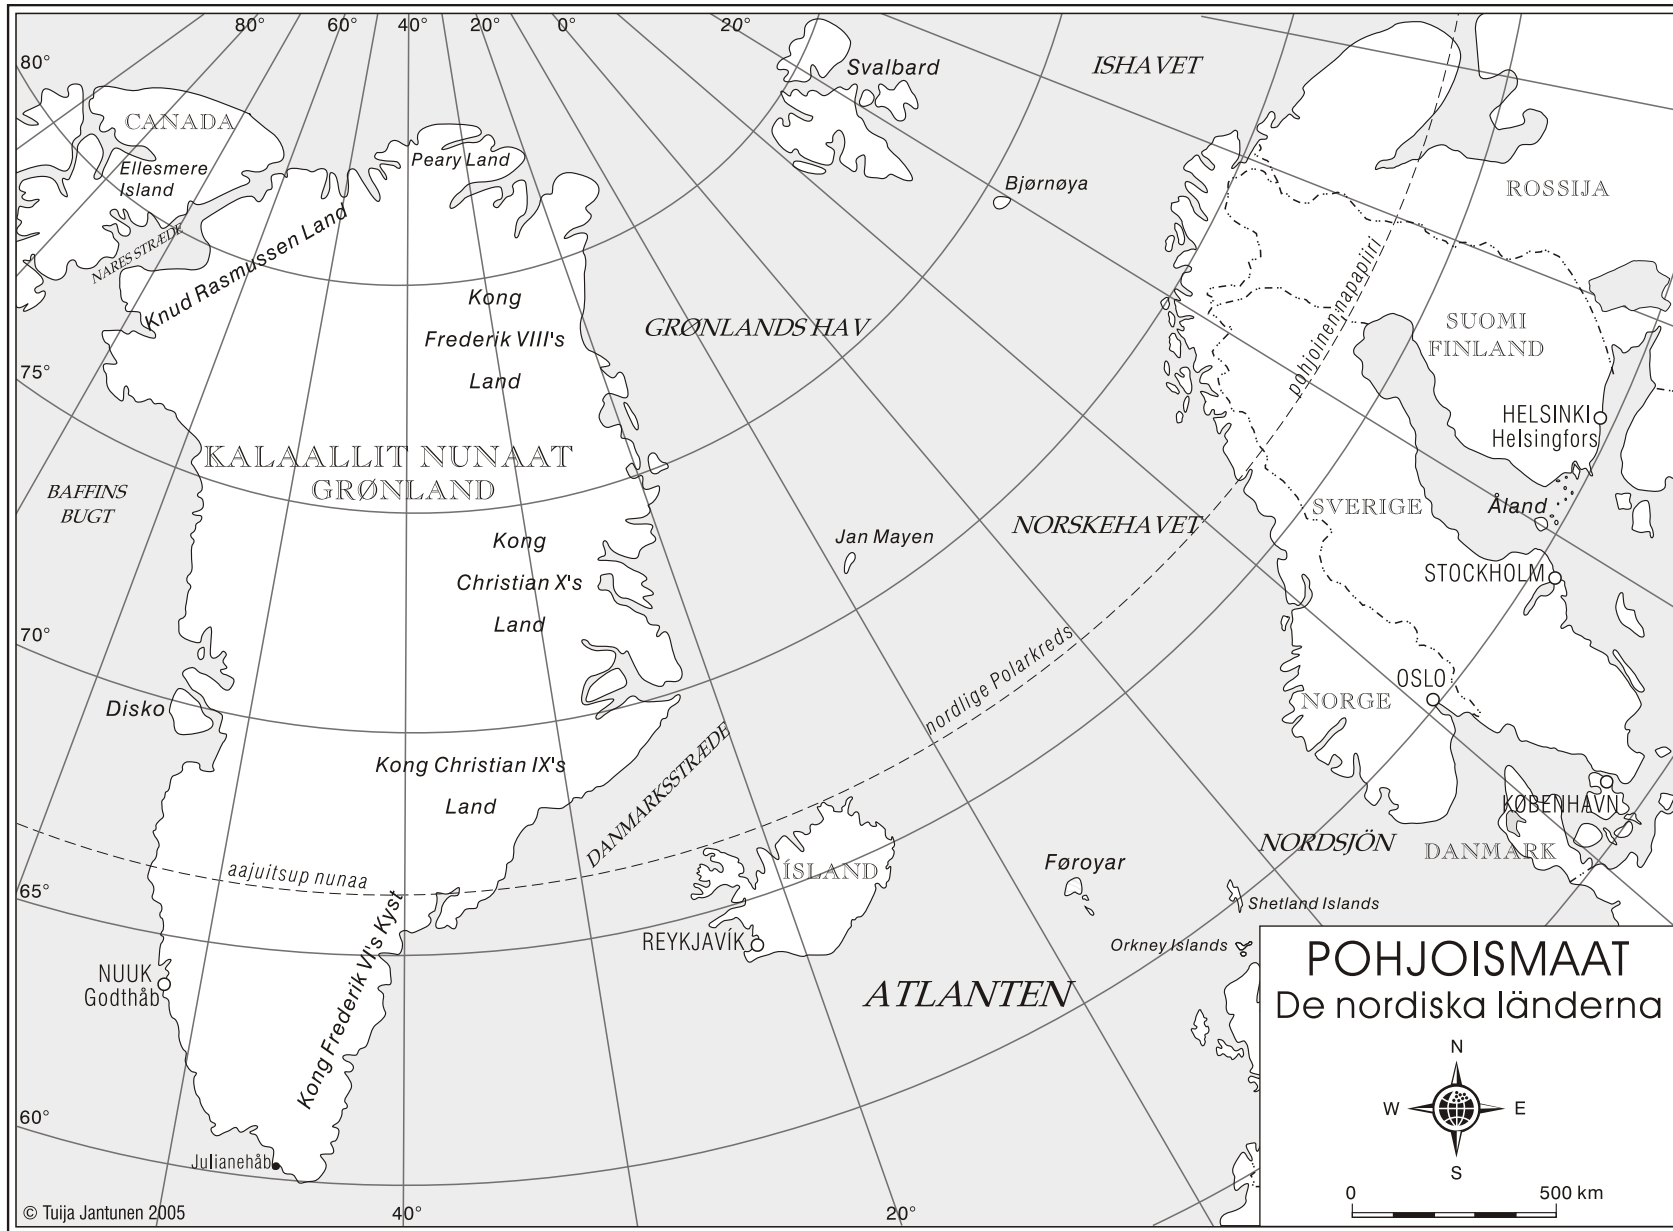 80°
60°
40°
20°
0°
20°
80°
75°
70°
65°
60°
40°
20°
CANADA
Ellesmere
Island
NARES STRÆDE
Knud Rasmussen Land
Peary Land
Kong
Frederik VIII's
Land
KALAALLIT NUNAAT
GRØNLAND
BAFFINS
BUGT
Kong
Christian X's
Land
Disko
Kong Christian IX's
Land
aajuitsup nunaa
Kong Frederik VI's Kyst
NUUK
Godthåb
Julianehåb
Svalbard
ISHAVET
Bjørnøya
GRØNLANDS HAV
Jan Mayen
NORSKEHAVET
nordlige Polarkreds
pohjoinen napapiiri
DANMARKSSTRÆDE
ÍSLAND
REYKJAVÍK
Føroyar
ATLANTEN
NORDSJÖN
Shetland Islands
Orkney Islands
ROSSIJA
SUOMI
FINLAND
HELSINKI
Helsingfors
Åland
SVERIGE
STOCKHOLM
OSLO
NORGE
KØBENHAVN
DANMARK
POHJOISMAAT
De nordiska länderna
N
W
E
S
0
500 km
© Tuija Jantunen 2005